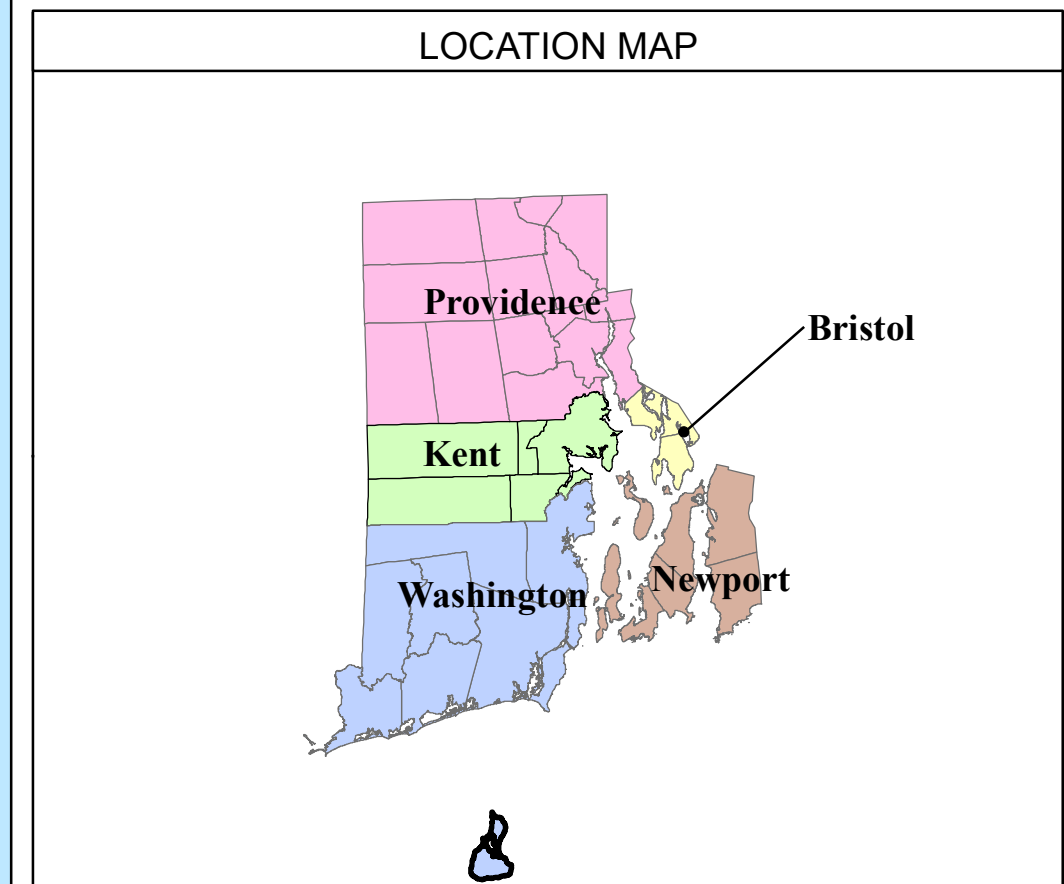 LOCATION MAP
Providence
Bristol
Kent
Newport
Washington